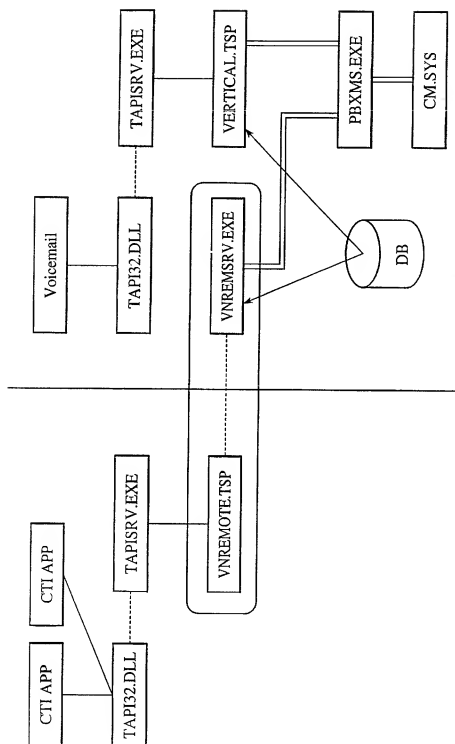 CTI APP
CTI APP
TAPI32.DLL
TAPISRV.EXE
VNREMOTE.TSP
Voicemail
TAPI32.DLL
TAPISRV.EXE
VNREMSRV.EXE
VERTICAL.TSP
DB
PBXMS.EXE
CM.SYS